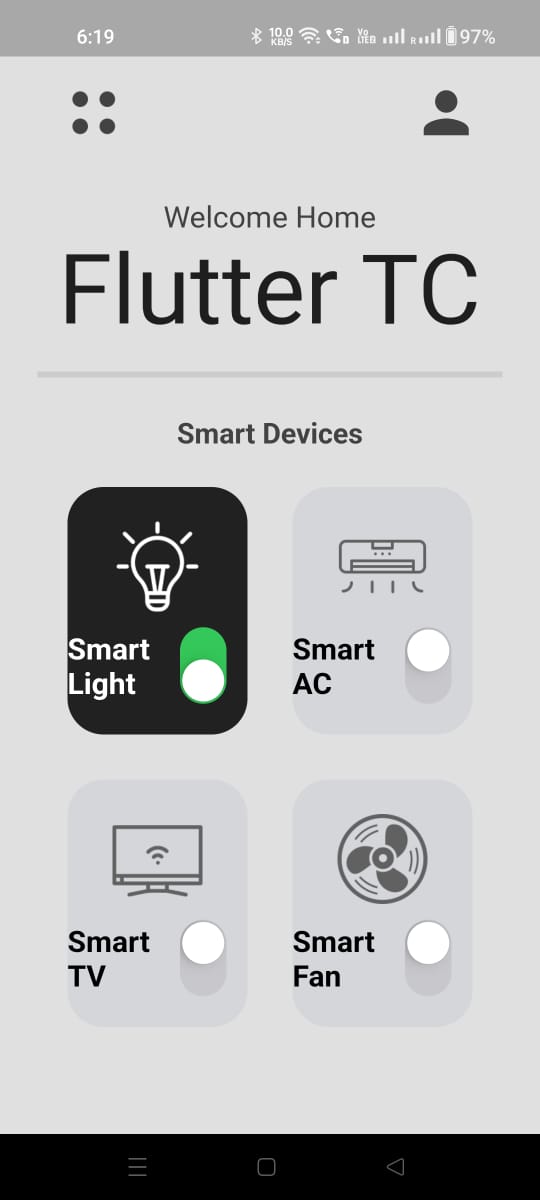 6:19
10.0
KB/S
Vo
LTE2
R
97%
Welcome Home
Flutter TC
Smart Devices
Smart
Light
Smart
AC
Smart
TV
Smart
Fan